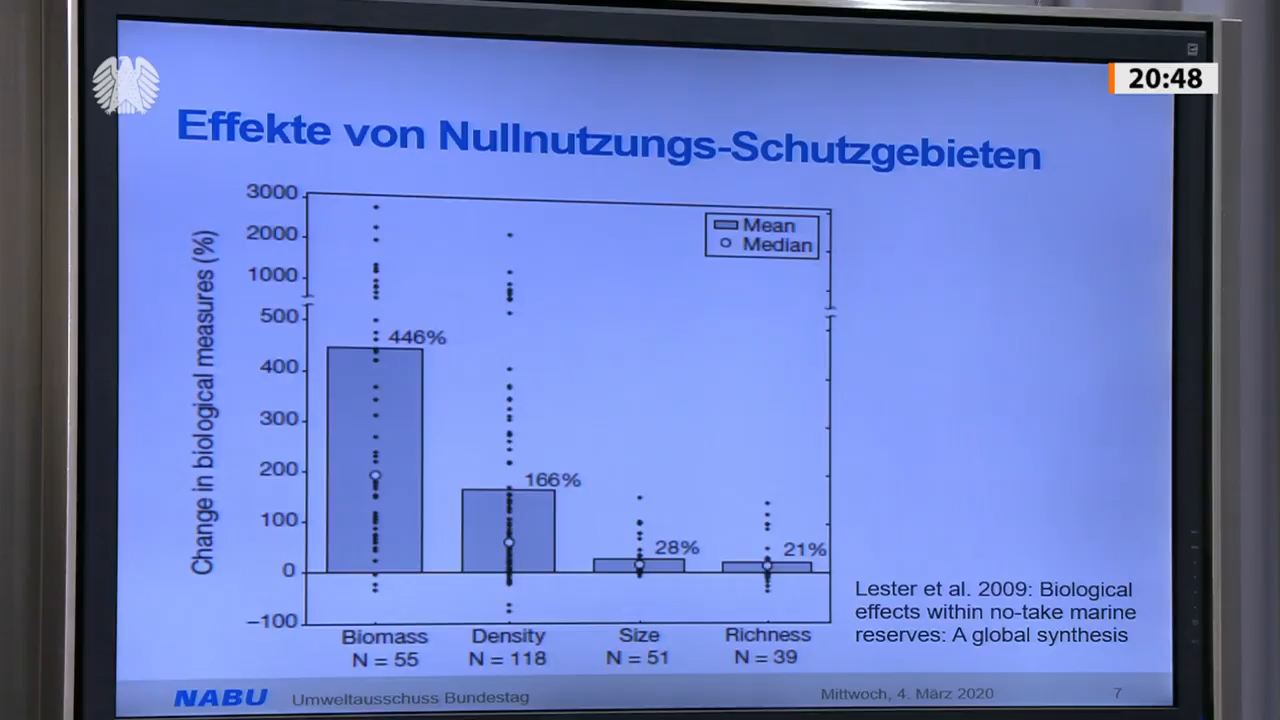 20:48
Effekte von Nullnutzungs-Schutzgebieten
Change in biological measures (%)
3000
2000
1000
500
400
300
200
100
0
−100
Mean
Median
446%
166%
28%
21%
Biomass
N = 55
Density
N = 118
Size
N = 51
Richness
N = 39
Lester et al. 2009: Biological
effects within no-take marine
reserves: A global synthesis
NABU
Umweltausschuss Bundestag
Mittwoch, 4. März 2020
7